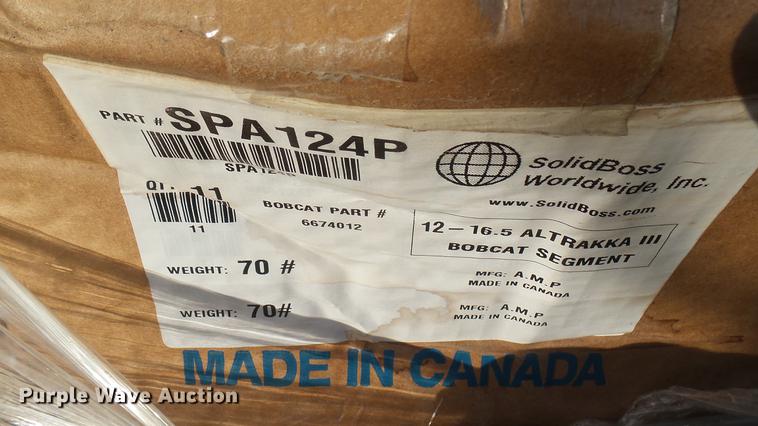 PART # SPA124P
SolidBoss
Worldwide, Inc.
www.SolidBoss.com
11
BOBCAT PART #
6674012
11
12-16.5 ALTRAKKA III
BOBCAT SEGMENT
WEIGHT: 70 #
MFG: A.M.P
MADE IN CANADA
WEIGHT: 70#
MFG: A.M.P
MADE IN CANADA
MADE IN CANADA
Purple Wave Auction